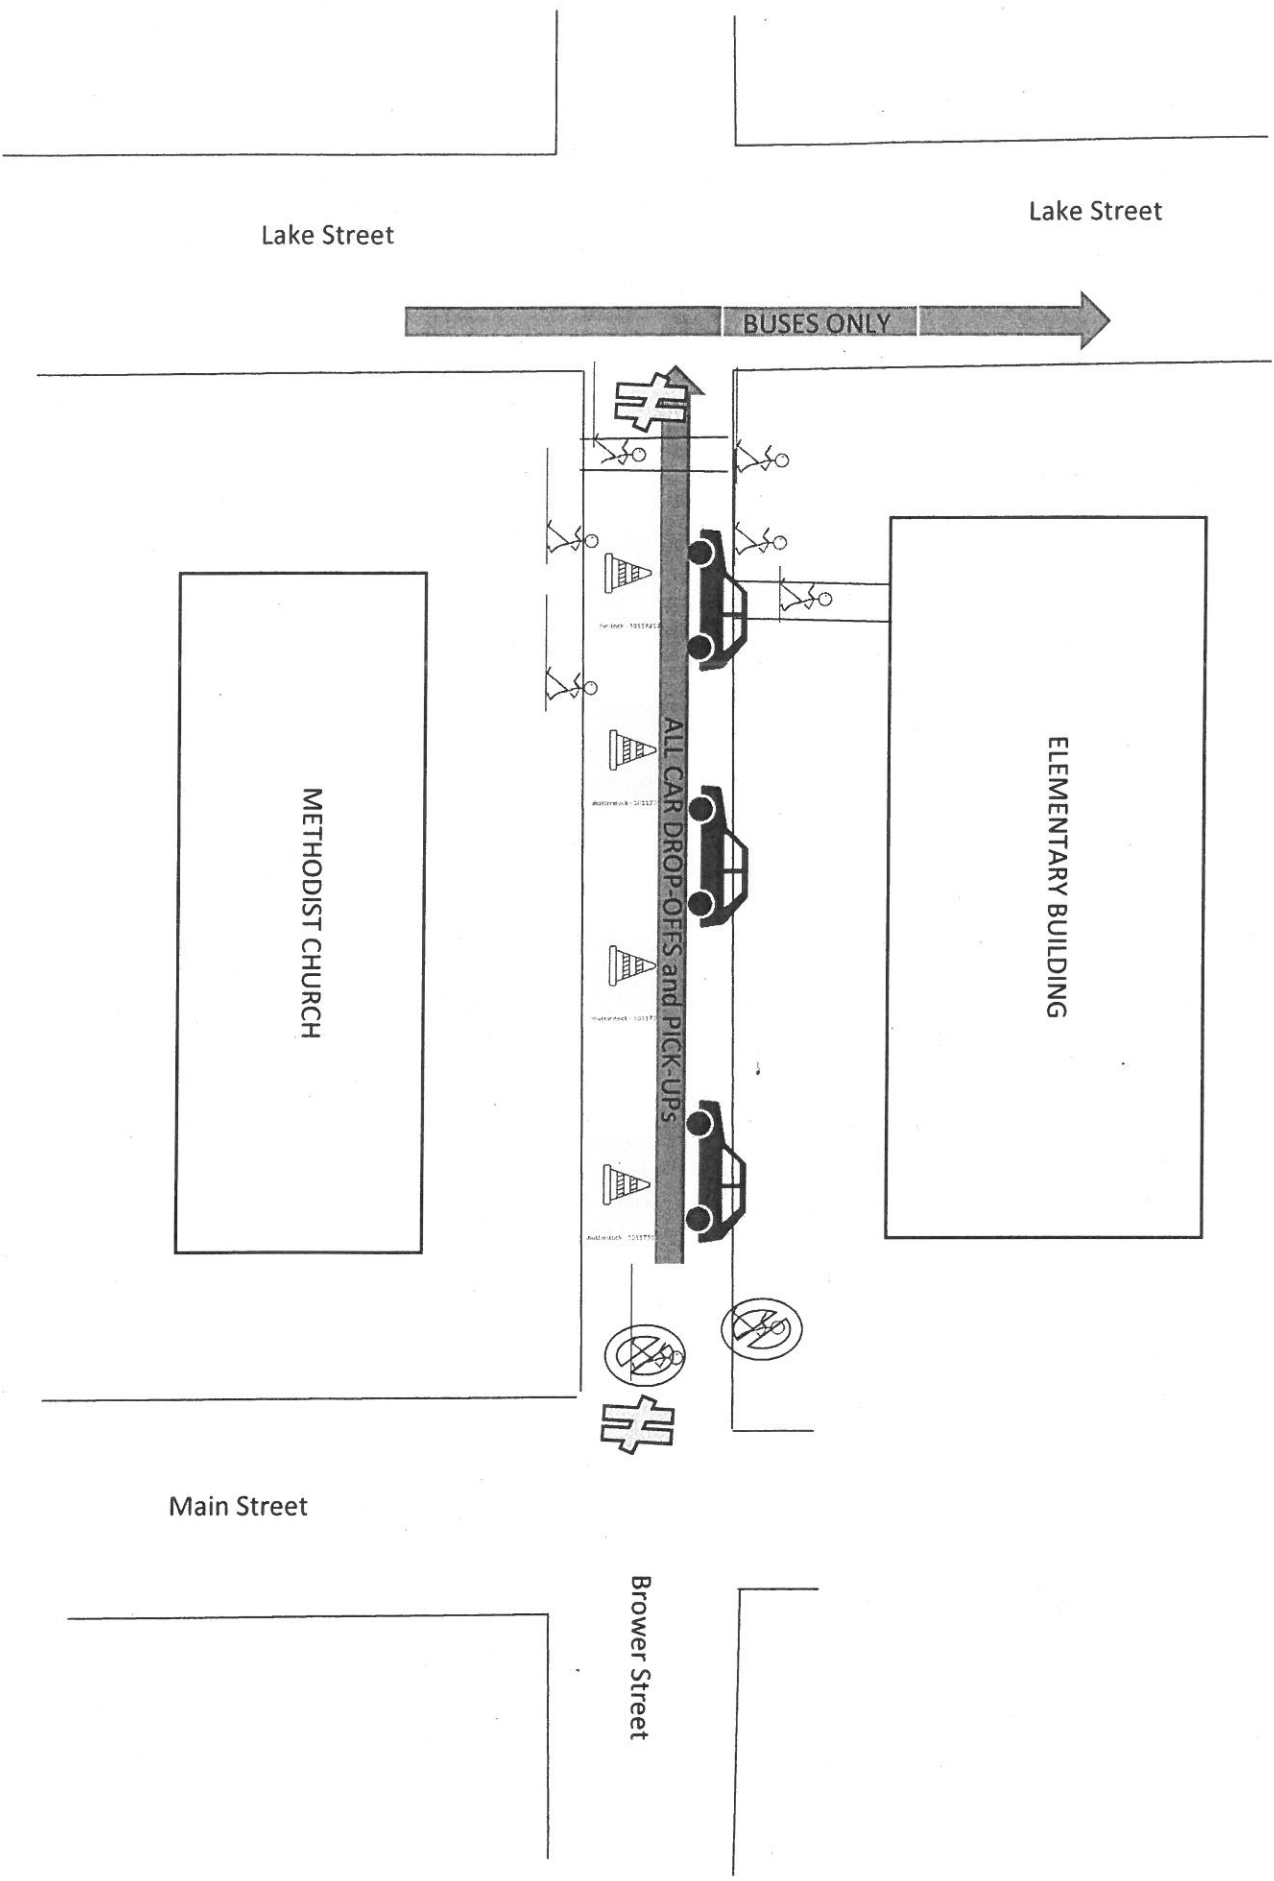 Lake Street
Lake Street
BUSES ONLY
ALL CAR DROP-OFFS and PICK-UPs
METHODIST CHURCH
ELEMENTARY BUILDING
Main Street
Brower Street